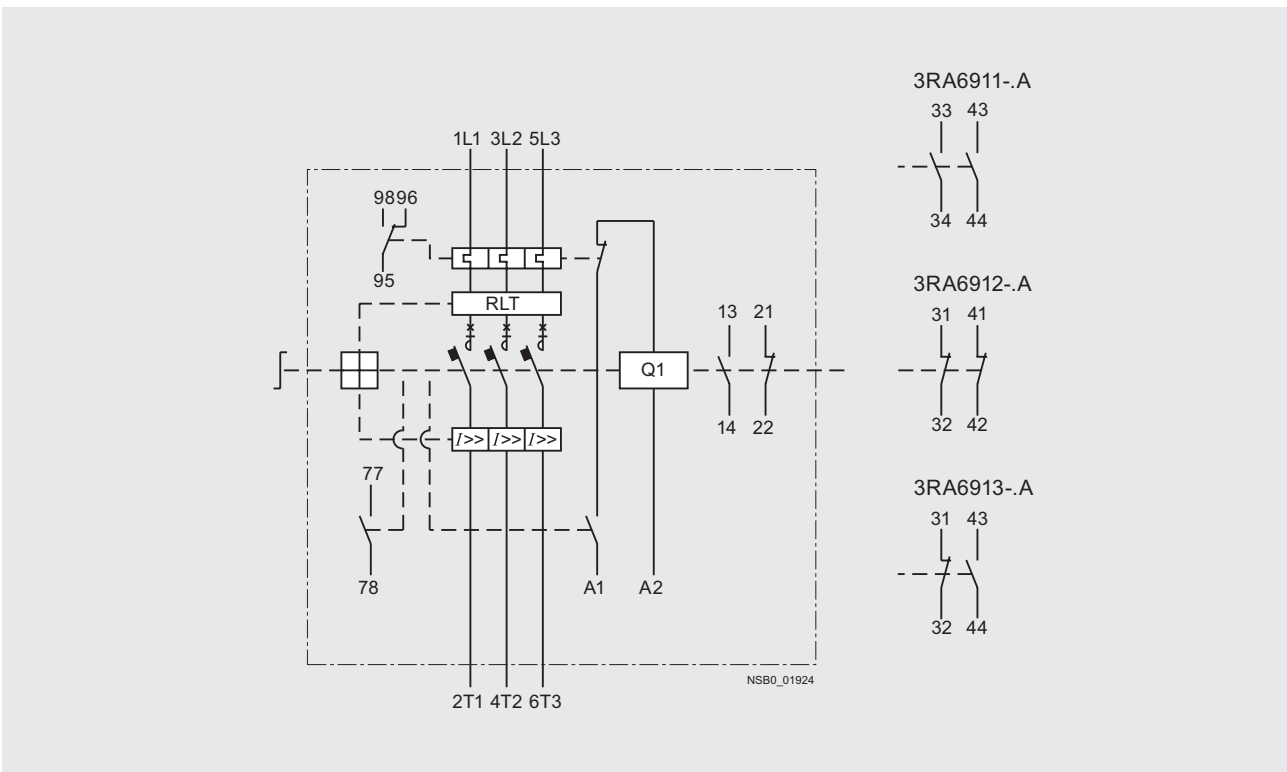 3RA6911-.A
33 43
1L1 3L2 5L3
9896
34 44
95
3RA6912-.A
RLT
13 21
31 41
Q1
14 22
32 42
I>> I>> I>>
77
3RA6913-.A
31 43
78
A1 A2
32 44
NSB0_01924
2T1 4T2 6T3